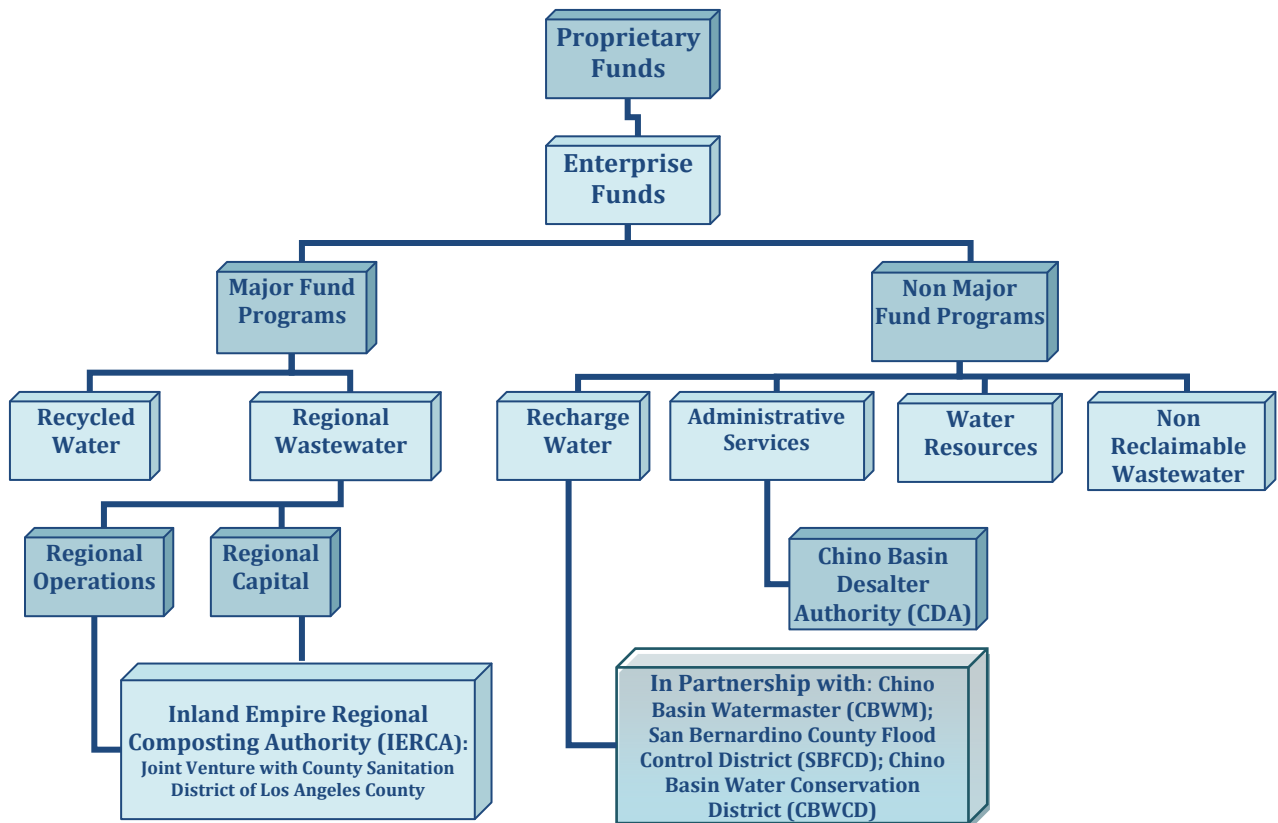 Proprietary
Funds
Enterprise
Funds
Major Fund
Programs
Non Major
Fund Programs
Recycled
Water
Regional
Wastewater
Recharge
Water
Administrative
Services
Water
Resources
Non
Reclaimable
Wastewater
Regional
Operations
Regional
Capital
Chino Basin
Desalter
Authority (CDA)
Inland Empire Regional
Composting Authority (IERCA):
Joint Venture with County Sanitation
District of Los Angeles County
In Partnership with: Chino
Basin Watermaster (CBWM);
San Bernardino County Flood
Control District (SBFCD); Chino
Basin Water Conservation
District (CBWCD)